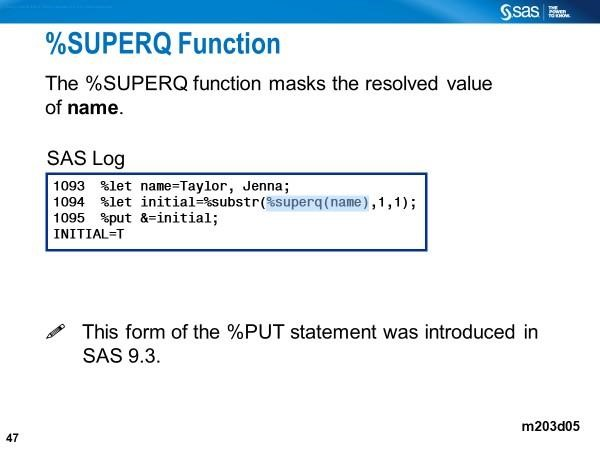 sas THE POWER TO KNOW.
%SUPERQ Function
The %SUPERQ function masks the resolved value
of name.
SAS Log
1093  %let name=Taylor, Jenna;
1094  %let initial=%substr(%superq(name),1,1);
1095  %put &=initial;
INITIAL=T
This form of the %PUT statement was introduced in
SAS 9.3.
m203d05
47